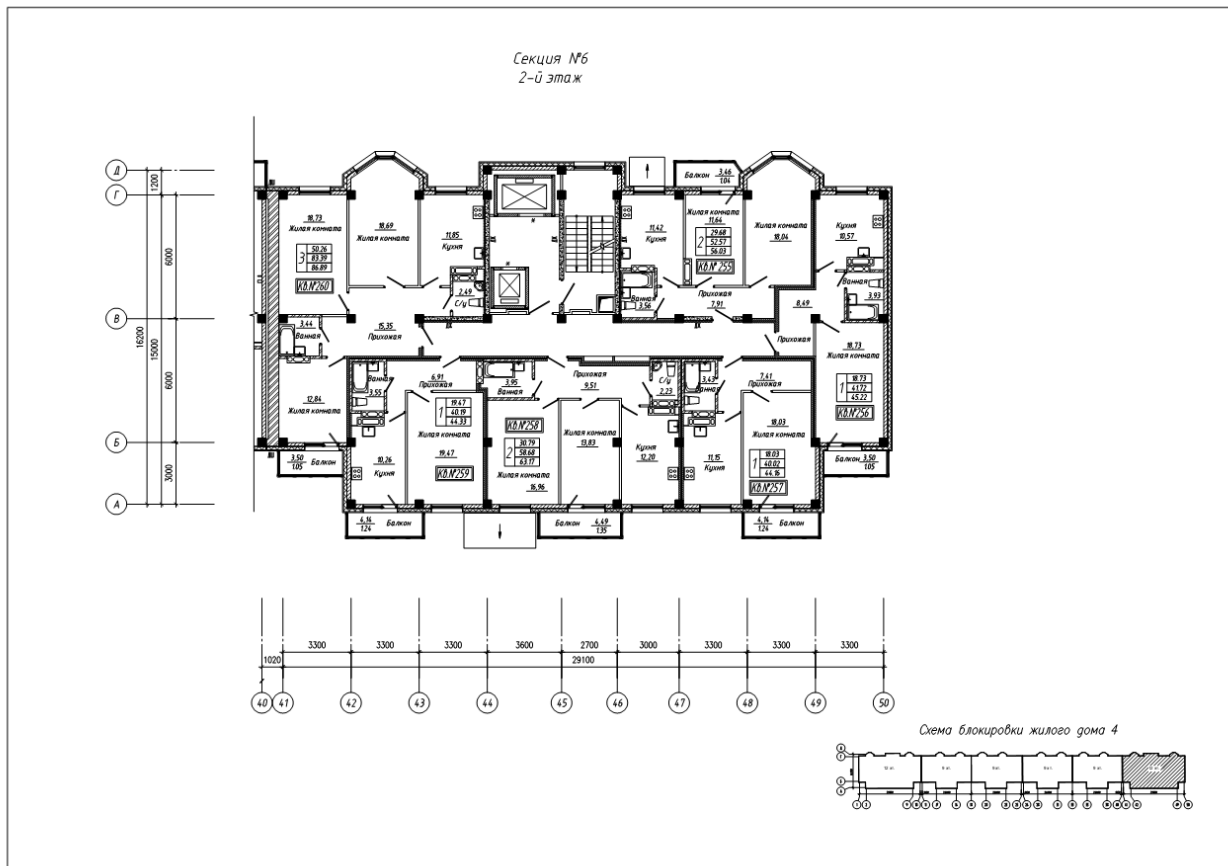 Секция №6
2-й этаж
Д
Г
В
Б
А
1200
6000
6000
3000
15000
16200
18.73
Жилая комната
3
50.26
83.39
86.89
КВ.№260
18.69
Жилая комната
11.85
Кухня
2.49
С/у
3.44
Ванная
15.35
Прихожая
12.84
Жилая комната
3.50
1.05
Балкон
Балкон
3.46
1.04
11.42
Кухня
Жилая комната
11.64
2
29.68
52.57
56.03
КВ.№ 255
Жилая комната
18.04
Ванная
3.56
Прихожая
7.91
Кухня
10.57
Ванная
3.93
8.49
Прихожая
18.73
Жилая комната
1
18.73
41.72
45.22
КВ.№256
Балкон
3.50
1.05
Ванная
3.55
6.91
Прихожая
1
19.47
40.19
44.33
Жилая комната
19.47
КВ.№259
10.26
Кухня
4.14
1.24
Балкон
3.95
Ванная
Прихожая
9.51
С/у
2.23
КВ.№258
2
30.79
58.68
63.17
Жилая комната
16.96
Жилая комната
13.83
Кухня
12.20
Балкон
4.49
1.35
3.43
Ванная
7.41
Прихожая
18.03
Жилая комната
1
18.03
40.02
44.16
КВ.№257
11.15
Кухня
4.14
1.24
Балкон
3300
3300
3300
3600
2700
3000
3300
3300
3300
1020
29100
40
41
42
43
44
45
46
47
48
49
50
Схема блокировки жилого дома 4